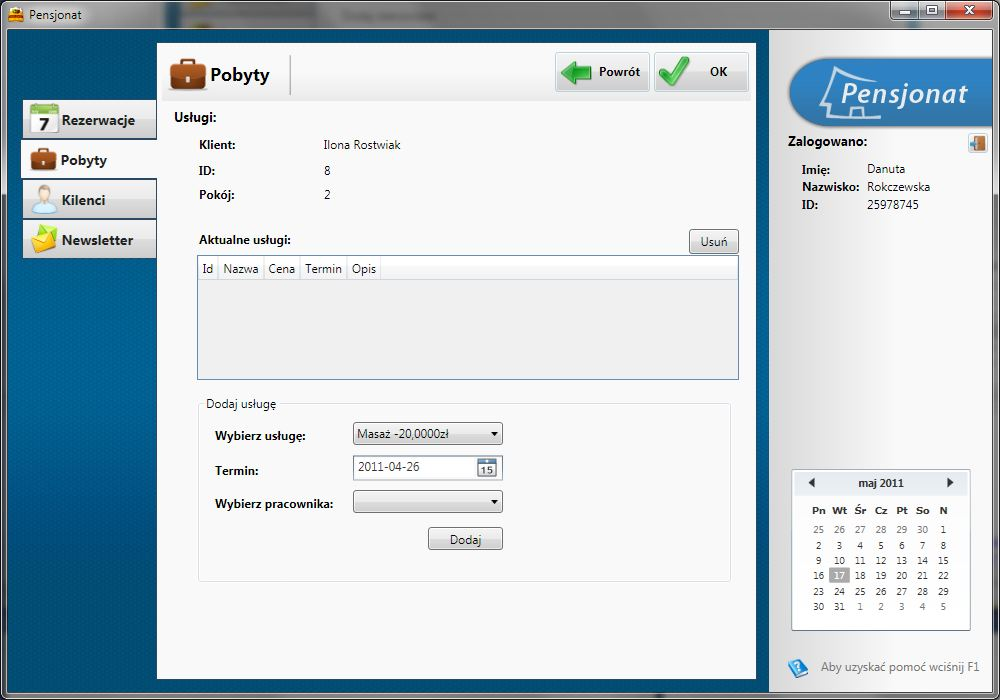 Pensjonat
Pobyty
Powrót
OK
7 Rezerwacje
Pobyty
Kilenci
Newsletter
Usługi:
Klient: Ilona Rostwiak
ID: 8
Pokój: 2
Aktualne usługi:
Usuń
Id Nazwa Cena Termin Opis
Dodaj usługę
Wybierz usługę: Masaż -20,0000zł
Termin: 2011-04-26 15
Wybierz pracownika:
Dodaj
Pensjonat
Zalogowano:
Imię: Danuta
Nazwisko: Rokczewska
ID: 25978745
maj 2011
Pn Wt Śr Cz Pt So N
25 26 27 28 29 30 1
2 3 4 5 6 7 8
9 10 11 12 13 14 15
16 17 18 19 20 21 22
23 24 25 26 27 28 29
30 31 1 2 3 4 5
Aby uzyskać pomoc wciśnij F1